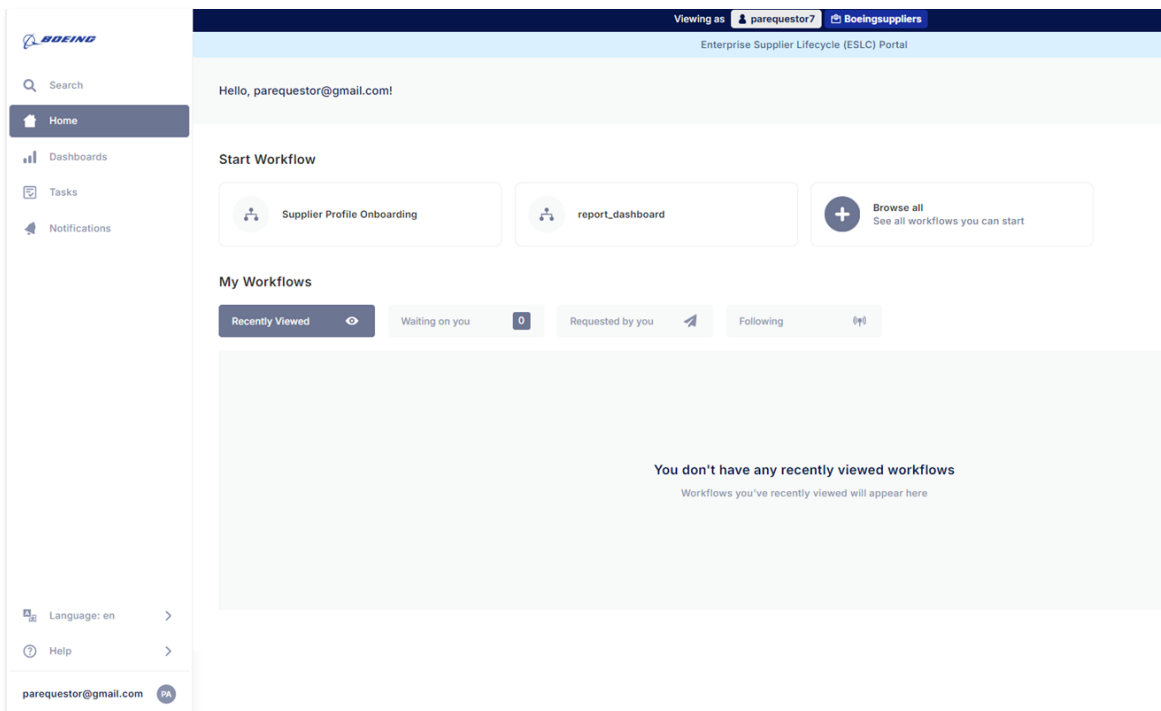 BOEING
Viewing as parequestor7 Boeingsuppliers
Enterprise Supplier Lifecycle (ESLC) Portal
Search
Home
Dashboards
Tasks
Notifications
Hello, parequestor@gmail.com!
Start Workflow
Supplier Profile Onboarding
report_dashboard
Browse all
See all workflows you can start
My Workflows
Recently Viewed
Waiting on you 0
Requested by you
Following
You don't have any recently viewed workflows
Workflows you've recently viewed will appear here
Language: en
Help
parequestor@gmail.com PA